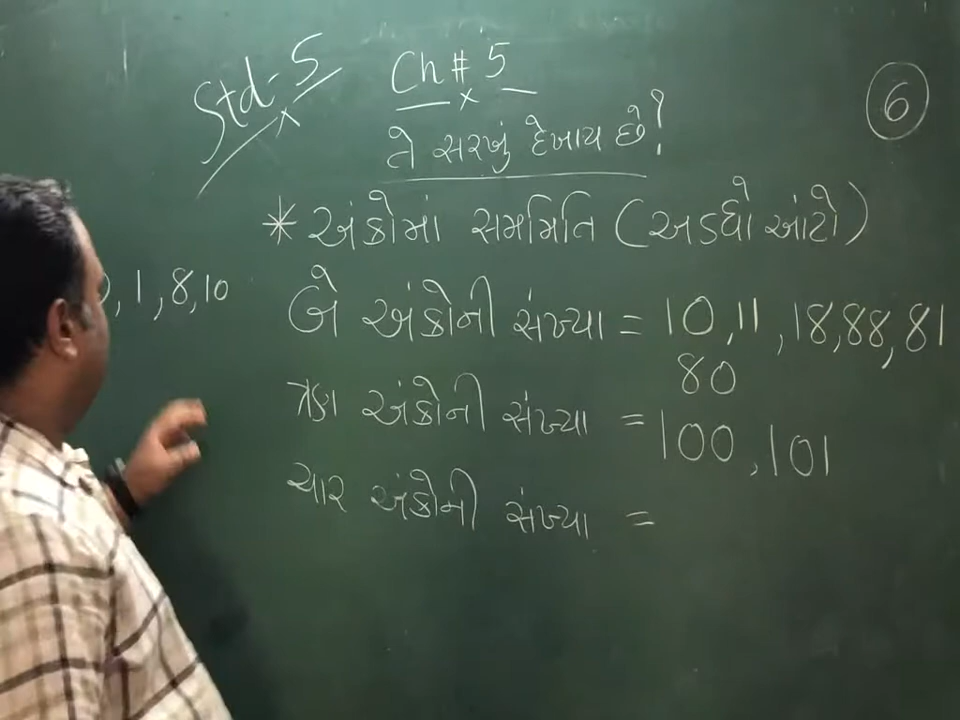 Std - 5
Ch # 5
6
તે સરખું દેખાય છે!
* અંકોમાં સમમિતિ (અડધો આંટો)
0, 1, 8, 10
બે અંકોની સંખ્યા = 10, 11, 18, 88, 81
80
ત્રણ અંકોની સંખ્યા = 100, 101
ચાર અંકોની સંખ્યા =